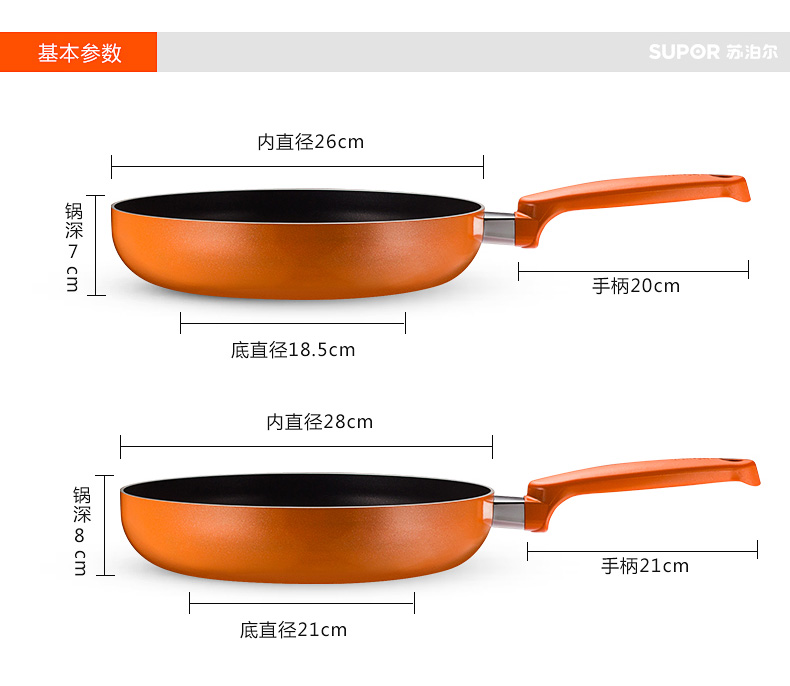 基本参数
SUPOR 苏泊尔
内直径26cm
锅深7cm
手柄20cm
底直径18.5cm
内直径28cm
锅深8cm
手柄21cm
底直径21cm